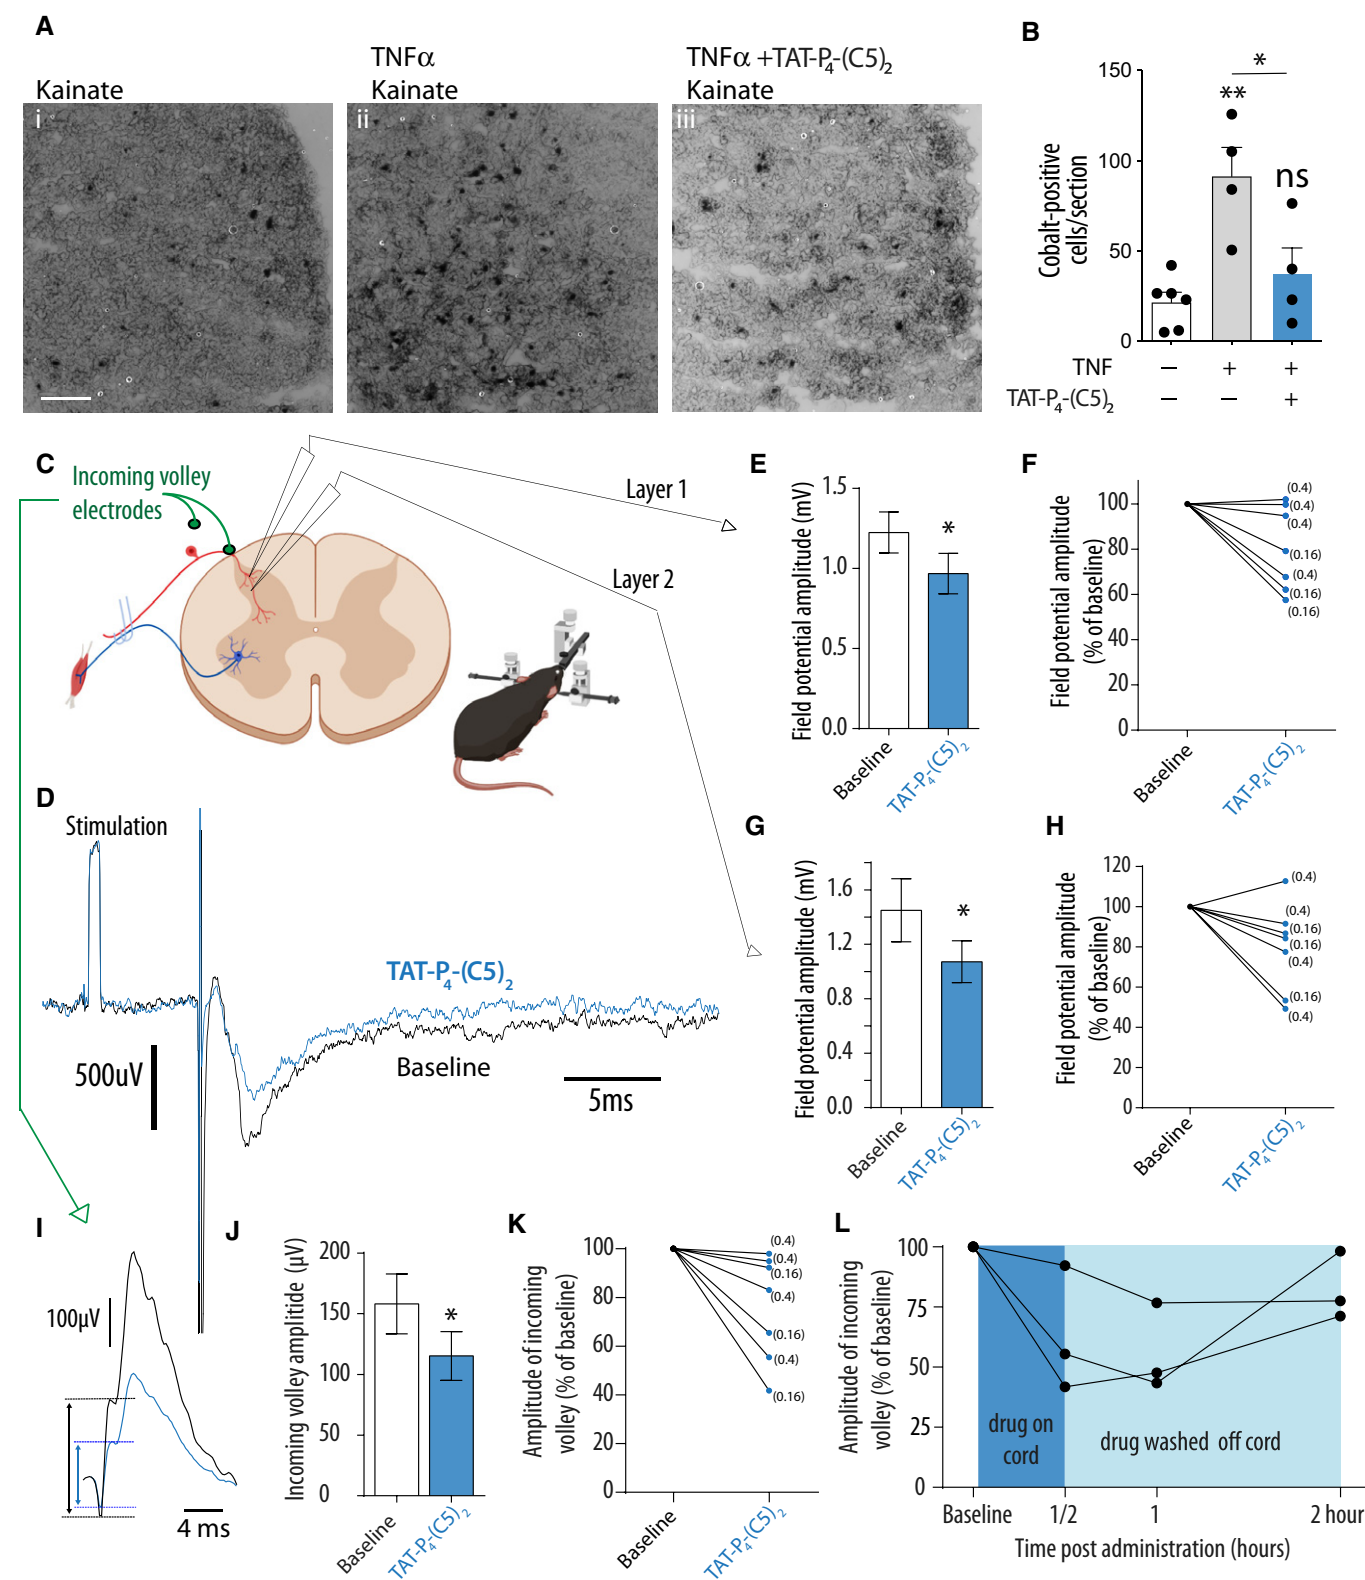 A
Kainate
i
TNFα
Kainate
ii
TNFα +TAT-P4-(C5)2
Kainate
iii
B
150
100
50
0
Cobalt-positive
cells/section
**
*
ns
TNF − + +
TAT-P4-(C5)2 − − +
C
Incoming volley
electrodes
Layer 1
Layer 2
D
Stimulation
TAT-P4-(C5)2
Baseline
500uV
5ms
E
Field potential amplitude (mV)
1.5
1.0
0.5
0.0
*
Baseline
TAT-P4-(C5)2
F
Field potential amplitude
(% of baseline)
100
80
60
40
20
0
(0.4)
(0.4)
(0.4)
(0.16)
(0.4)
(0.16)
(0.16)
Baseline
TAT-P4-(C5)2
G
Field potential amplitude (mV)
1.6
1.2
0.8
0.4
0.0
*
Baseline
TAT-P4-(C5)2
H
Field potential amplitude
(% of baseline)
120
100
80
60
40
20
0
(0.4)
(0.4)
(0.16)
(0.16)
(0.4)
(0.16)
(0.4)
Baseline
TAT-P4-(C5)2
I
100µV
4 ms
J
Incoming volley amplitide (µV)
200
150
100
50
0
*
Baseline
TAT-P4-(C5)2
K
Amplitude of incoming
volley (% of baseline)
100
80
60
40
20
0
(0.4)
(0.4)
(0.16)
(0.4)
(0.16)
(0.4)
(0.16)
Baseline
TAT-P4-(C5)2
L
Amplitude of incoming
volley (% of baseline)
100
75
50
25
0
drug on
cord
drug washed off cord
Baseline 1/2 1 2 hour
Time post administration (hours)